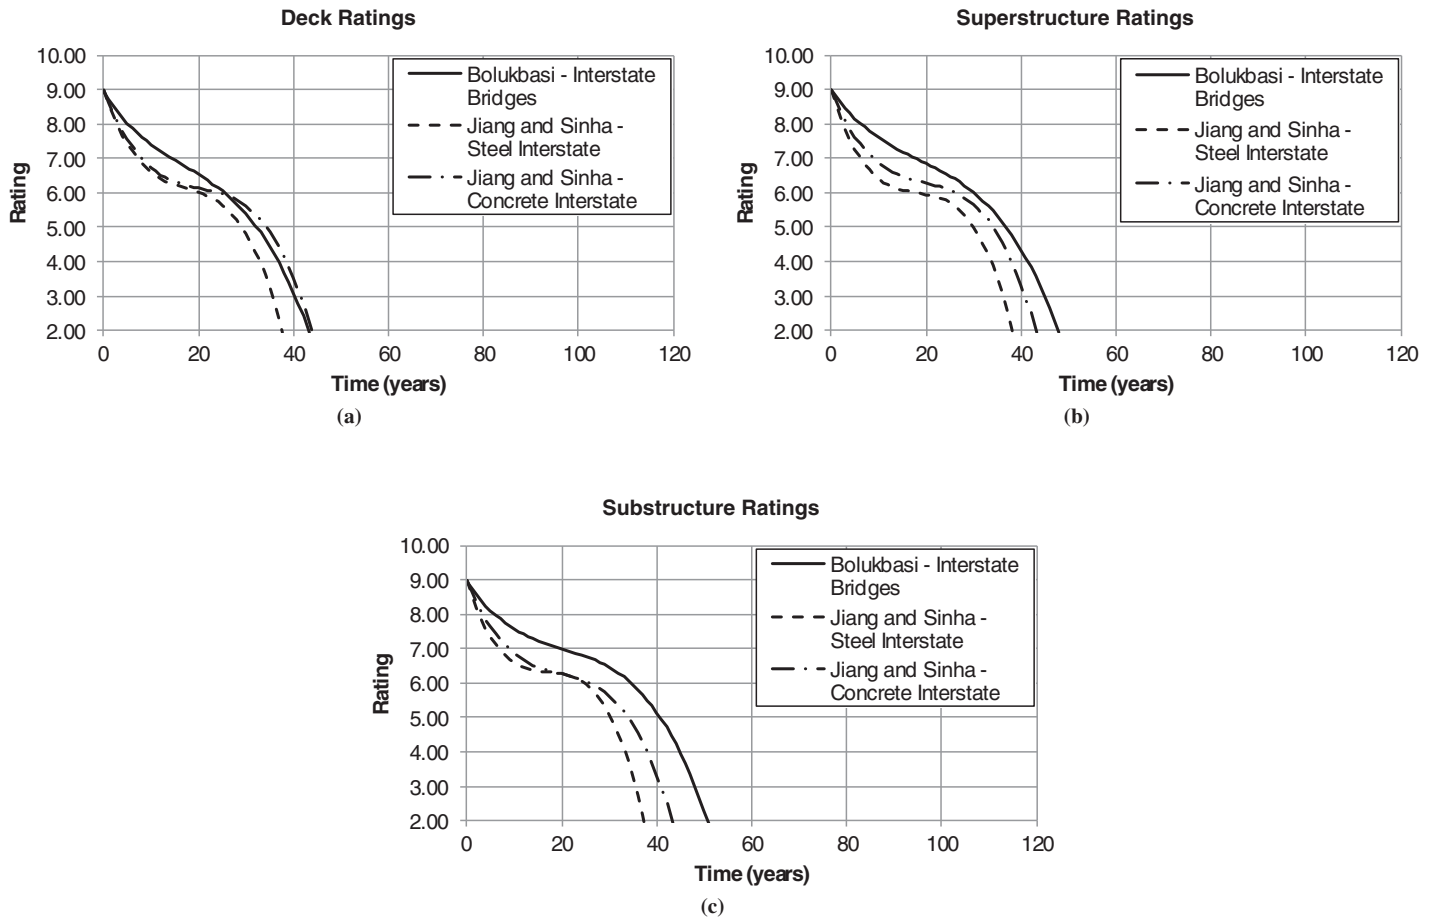 Deck Ratings
10.00
9.00
8.00
7.00
6.00
5.00
4.00
3.00
2.00
Rating
0 20 40 60 80 100 120
Time (years)
Bolukbasi - Interstate
Bridges
Jiang and Sinha -
Steel Interstate
Jiang and Sinha -
Concrete Interstate
(a)
Superstructure Ratings
10.00
9.00
8.00
7.00
6.00
5.00
4.00
3.00
2.00
Rating
0 20 40 60 80 100 120
Time (years)
Bolukbasi - Interstate
Bridges
Jiang and Sinha -
Steel Interstate
Jiang and Sinha -
Concrete Interstate
(b)
Substructure Ratings
10.00
9.00
8.00
7.00
6.00
5.00
4.00
3.00
2.00
Rating
0 20 40 60 80 100 120
Time (years)
Bolukbasi - Interstate
Bridges
Jiang and Sinha -
Steel Interstate
Jiang and Sinha -
Concrete Interstate
(c)